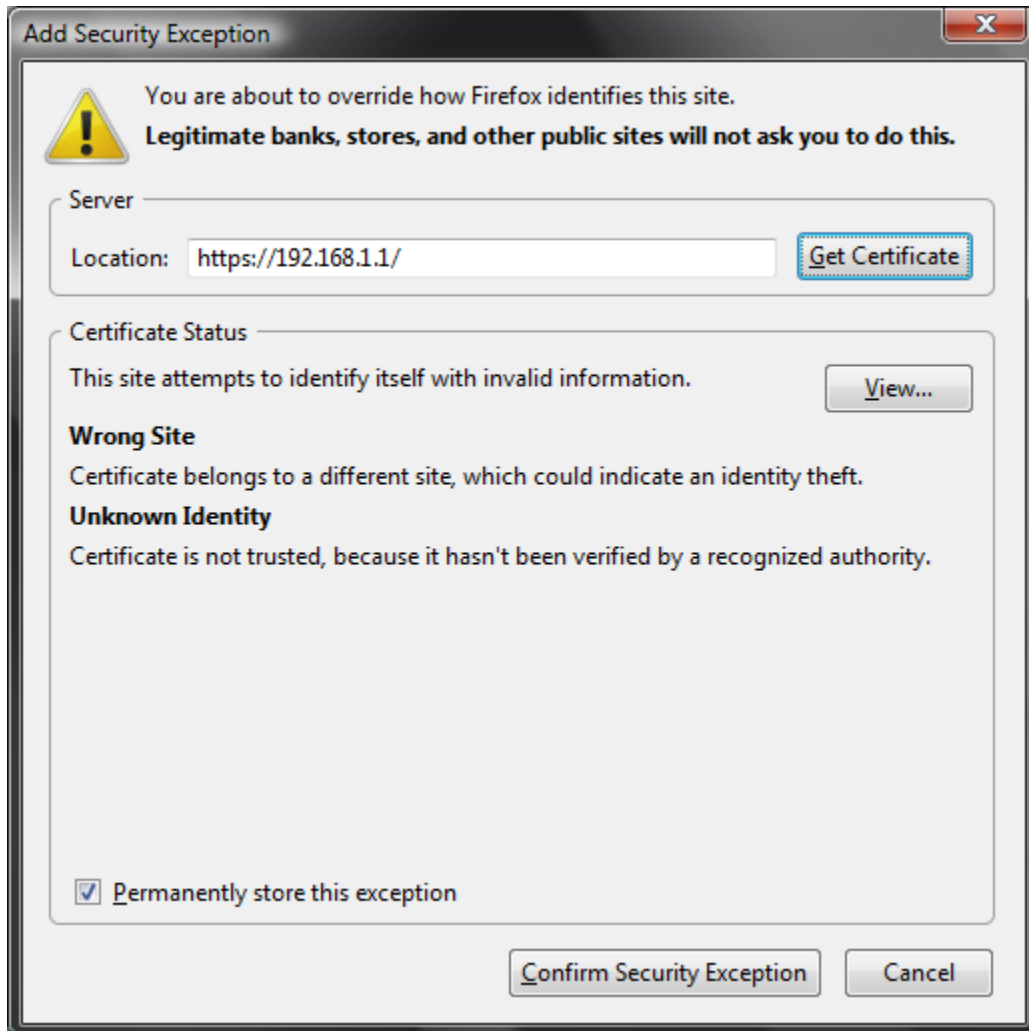 Add Security Exception
You are about to override how Firefox identifies this site.
Legitimate banks, stores, and other public sites will not ask you to do this.
Server
Location: https://192.168.1.1/ Get Certificate
Certificate Status
This site attempts to identify itself with invalid information.
View...
Wrong Site
Certificate belongs to a different site, which could indicate an identity theft.
Unknown Identity
Certificate is not trusted, because it hasn't been verified by a recognized authority.
Permanently store this exception
Confirm Security Exception Cancel